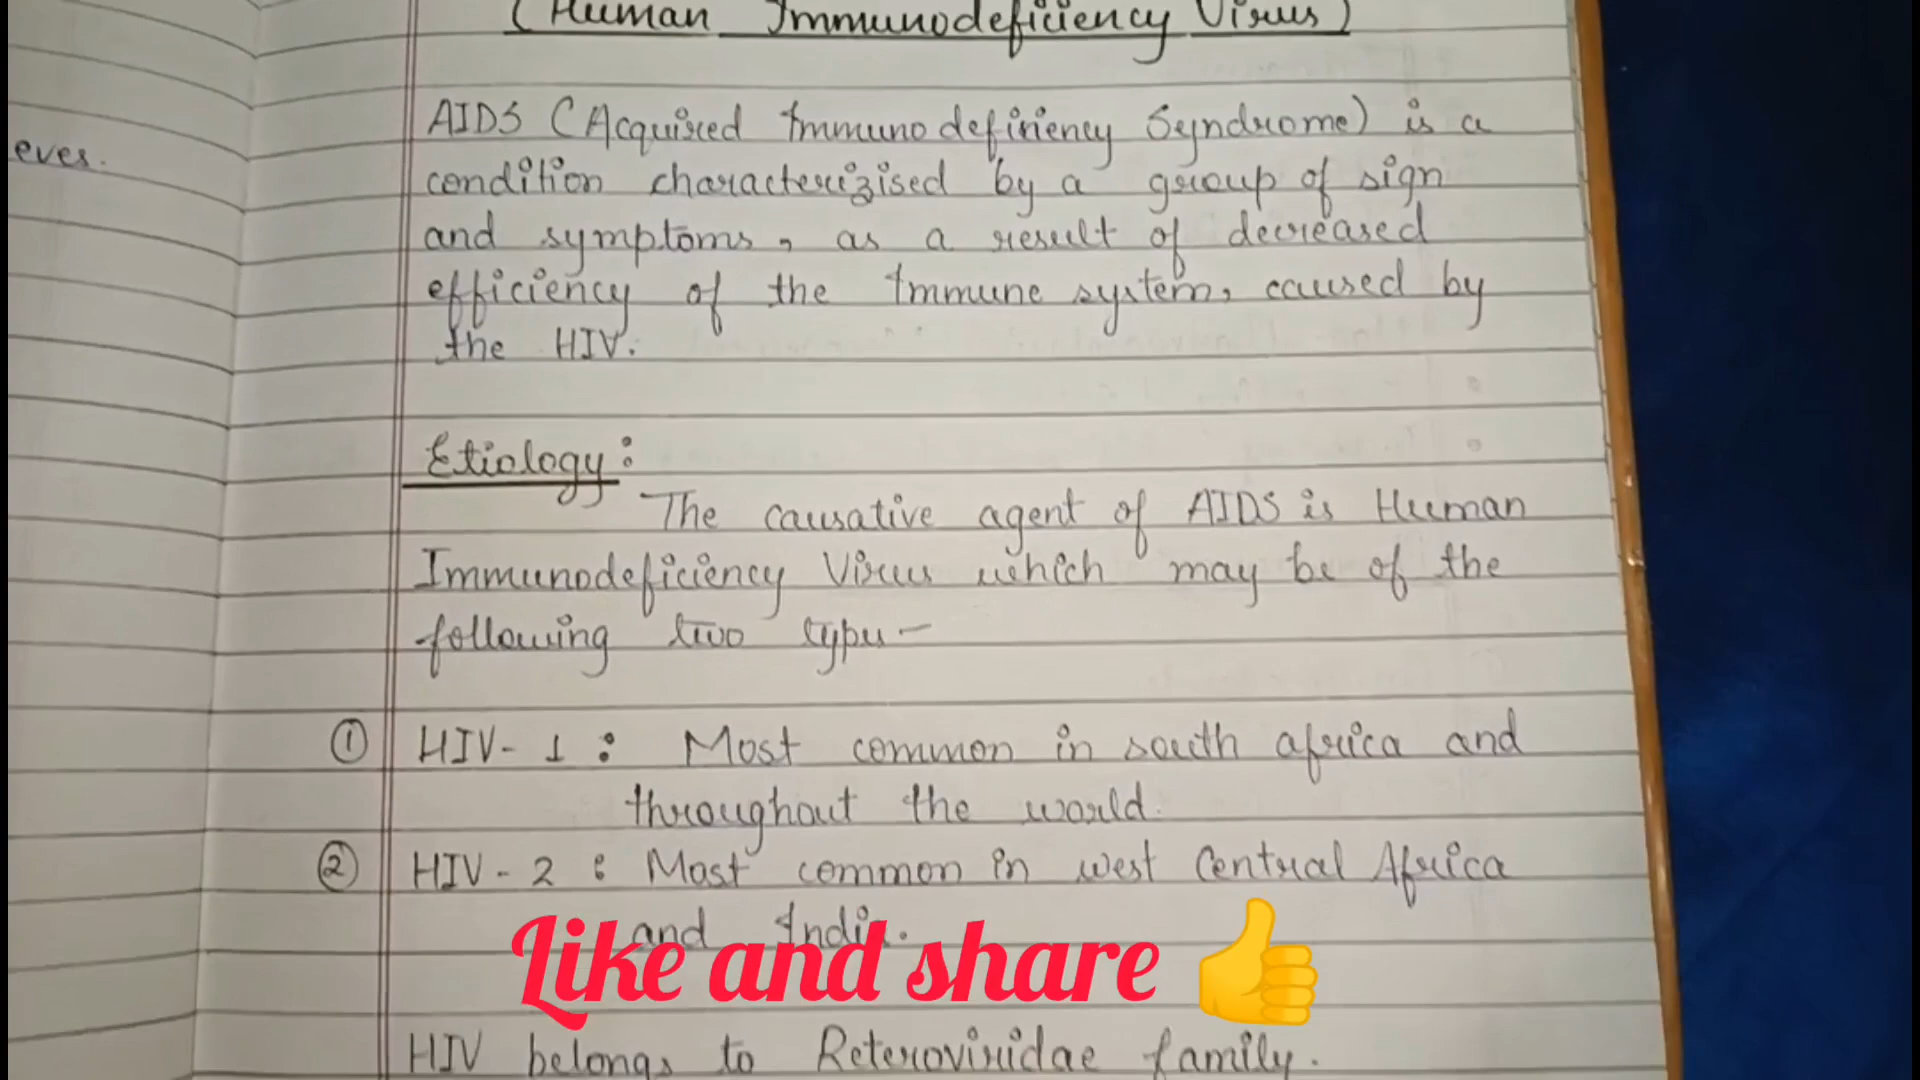 (Human Immunodeficiency Virus)
AIDS (Acquired Immunodefiniency Syndrome) is a
eves.
condition characterizised by a group of sign
and symptoms, as a result of decreased
efficiency of the Immune system, caused by
the HIV.
Etiology:
The causative agent of AIDS is Human
Immunodeficiency Virus which may be of the
following two types-
① HIV- 1 : Most common in south africa and
throughout the world.
② HIV - 2 : Most common in west Central Africa
and India.
Like and share 👍
HIV belongs to Reteroviridae family.